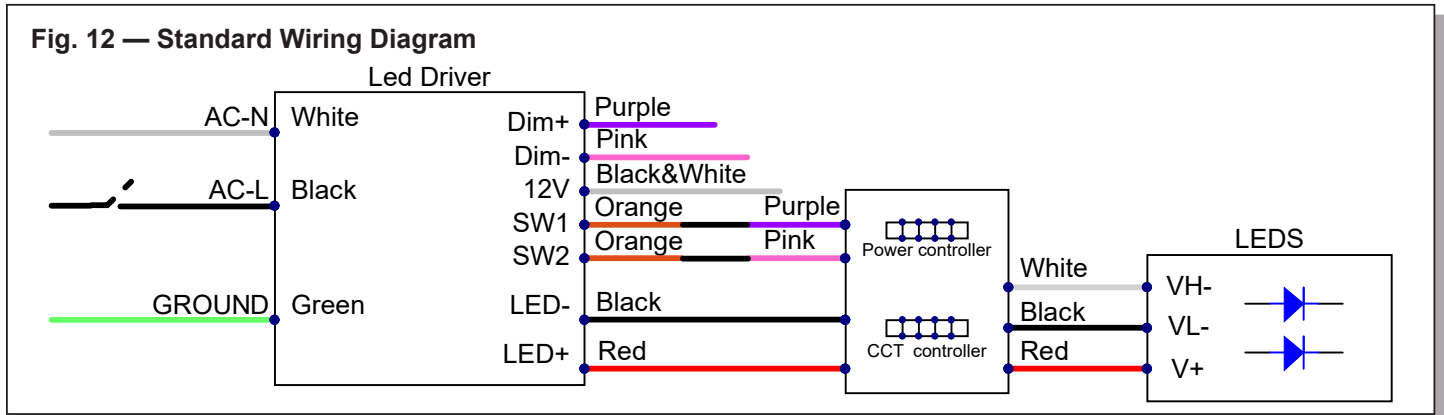 Fig. 12 — Standard Wiring Diagram
Led Driver
AC-N White
AC-L Black
GROUND Green
Dim+ Purple
Dim- Pink
12V Black&White
SW1 Orange Purple
SW2 Orange Pink
LED- Black
LED+ Red
Power controller
CCT controller
White
Black
Red
LEDS
VH-
VL-
V+